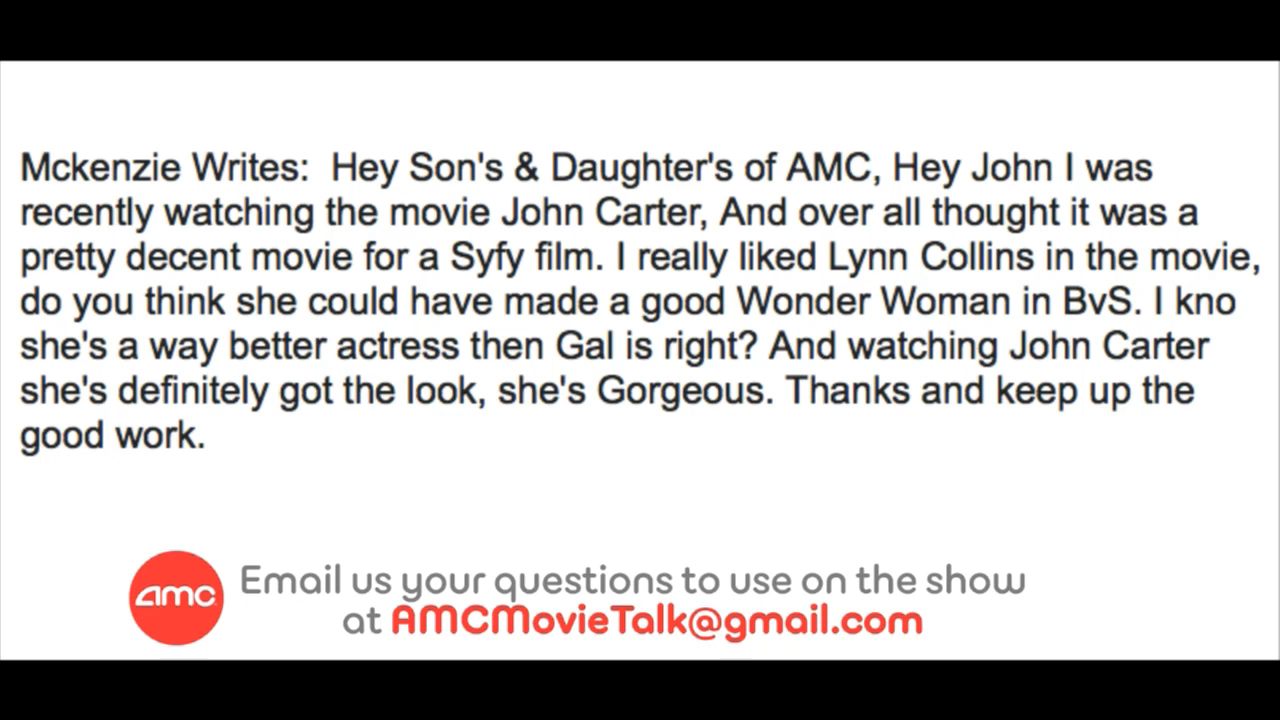 Mckenzie Writes:  Hey Son's & Daughter's of AMC, Hey John I was
recently watching the movie John Carter, And over all thought it was a
pretty decent movie for a Syfy film. I really liked Lynn Collins in the movie,
do you think she could have made a good Wonder Woman in BvS. I kno
she's a way better actress then Gal is right? And watching John Carter
she's definitely got the look, she's Gorgeous. Thanks and keep up the
good work.
amc
Email us your questions to use on the show
at AMCMovieTalk@gmail.com